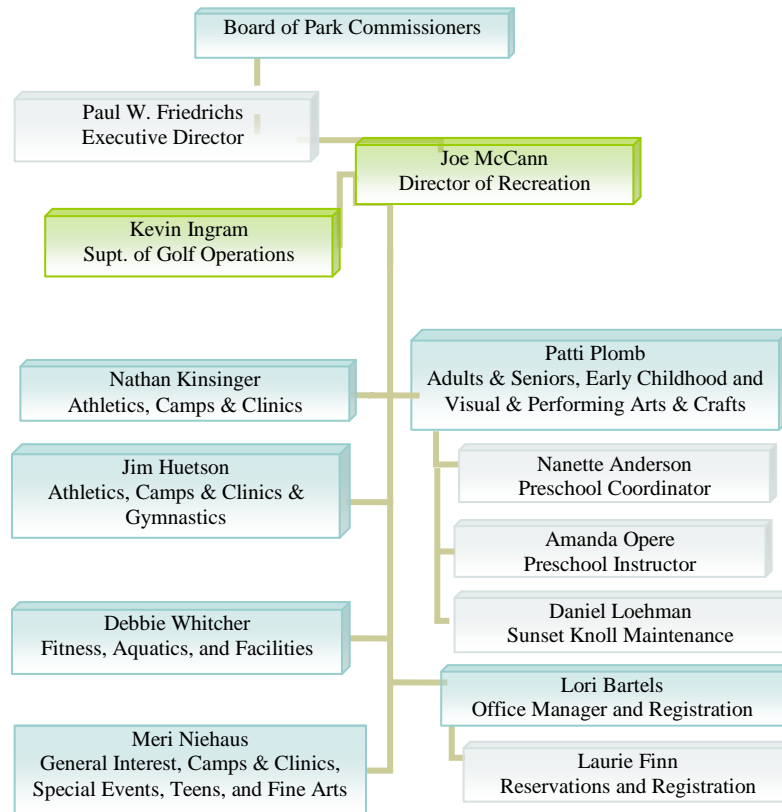 Board of Park Commissioners
Paul W. Friedrichs
Executive Director
Joe McCann
Director of Recreation
Kevin Ingram
Supt. of Golf Operations
Nathan Kinsinger
Athletics, Camps & Clinics
Patti Plomb
Adults & Seniors, Early Childhood and
Visual & Performing Arts & Crafts
Jim Huetson
Athletics, Camps & Clinics &
Gymnastics
Nanette Anderson
Preschool Coordinator
Amanda Opere
Preschool Instructor
Daniel Loehman
Sunset Knoll Maintenance
Debbie Whitcher
Fitness, Aquatics, and Facilities
Lori Bartels
Office Manager and Registration
Meri Niehaus
General Interest, Camps & Clinics,
Special Events, Teens, and Fine Arts
Laurie Finn
Reservations and Registration